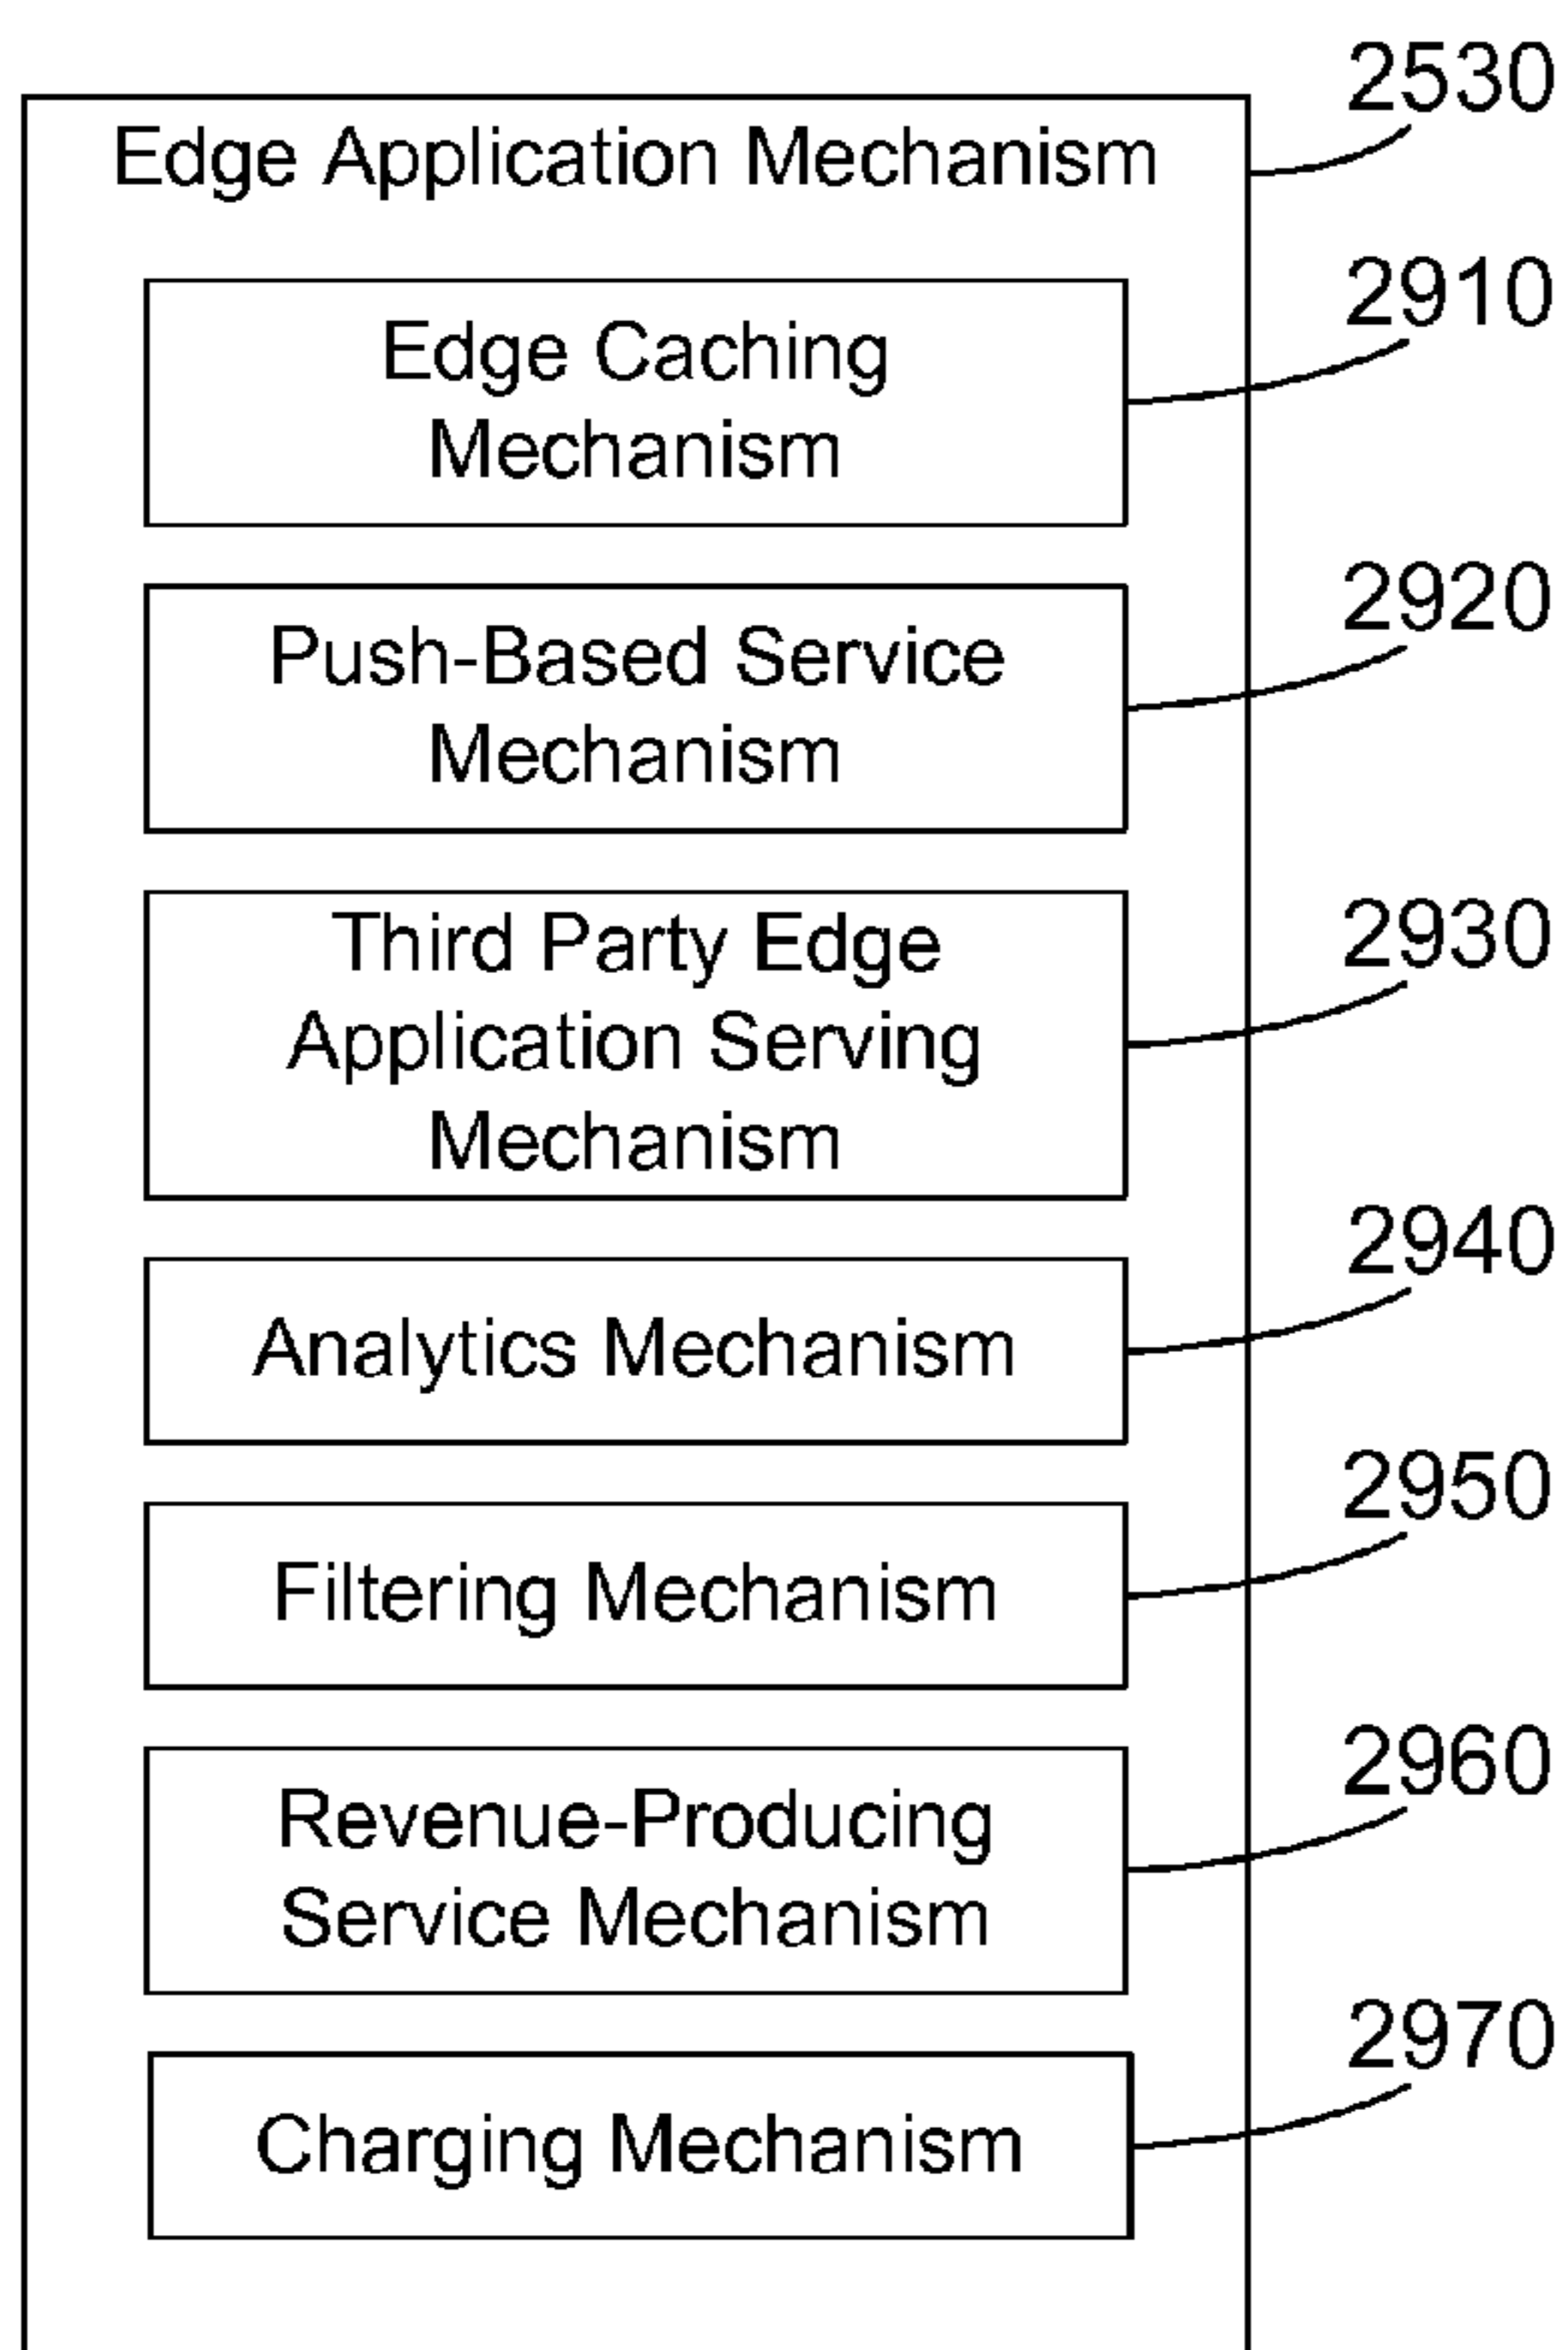 2530
Edge Application Mechanism
2910
Edge Caching
Mechanism
2920
Push-Based Service
Mechanism
2930
Third Party Edge
Application Serving
Mechanism
2940
Analytics Mechanism
2950
Filtering Mechanism
2960
Revenue-Producing
Service Mechanism
2970
Charging Mechanism